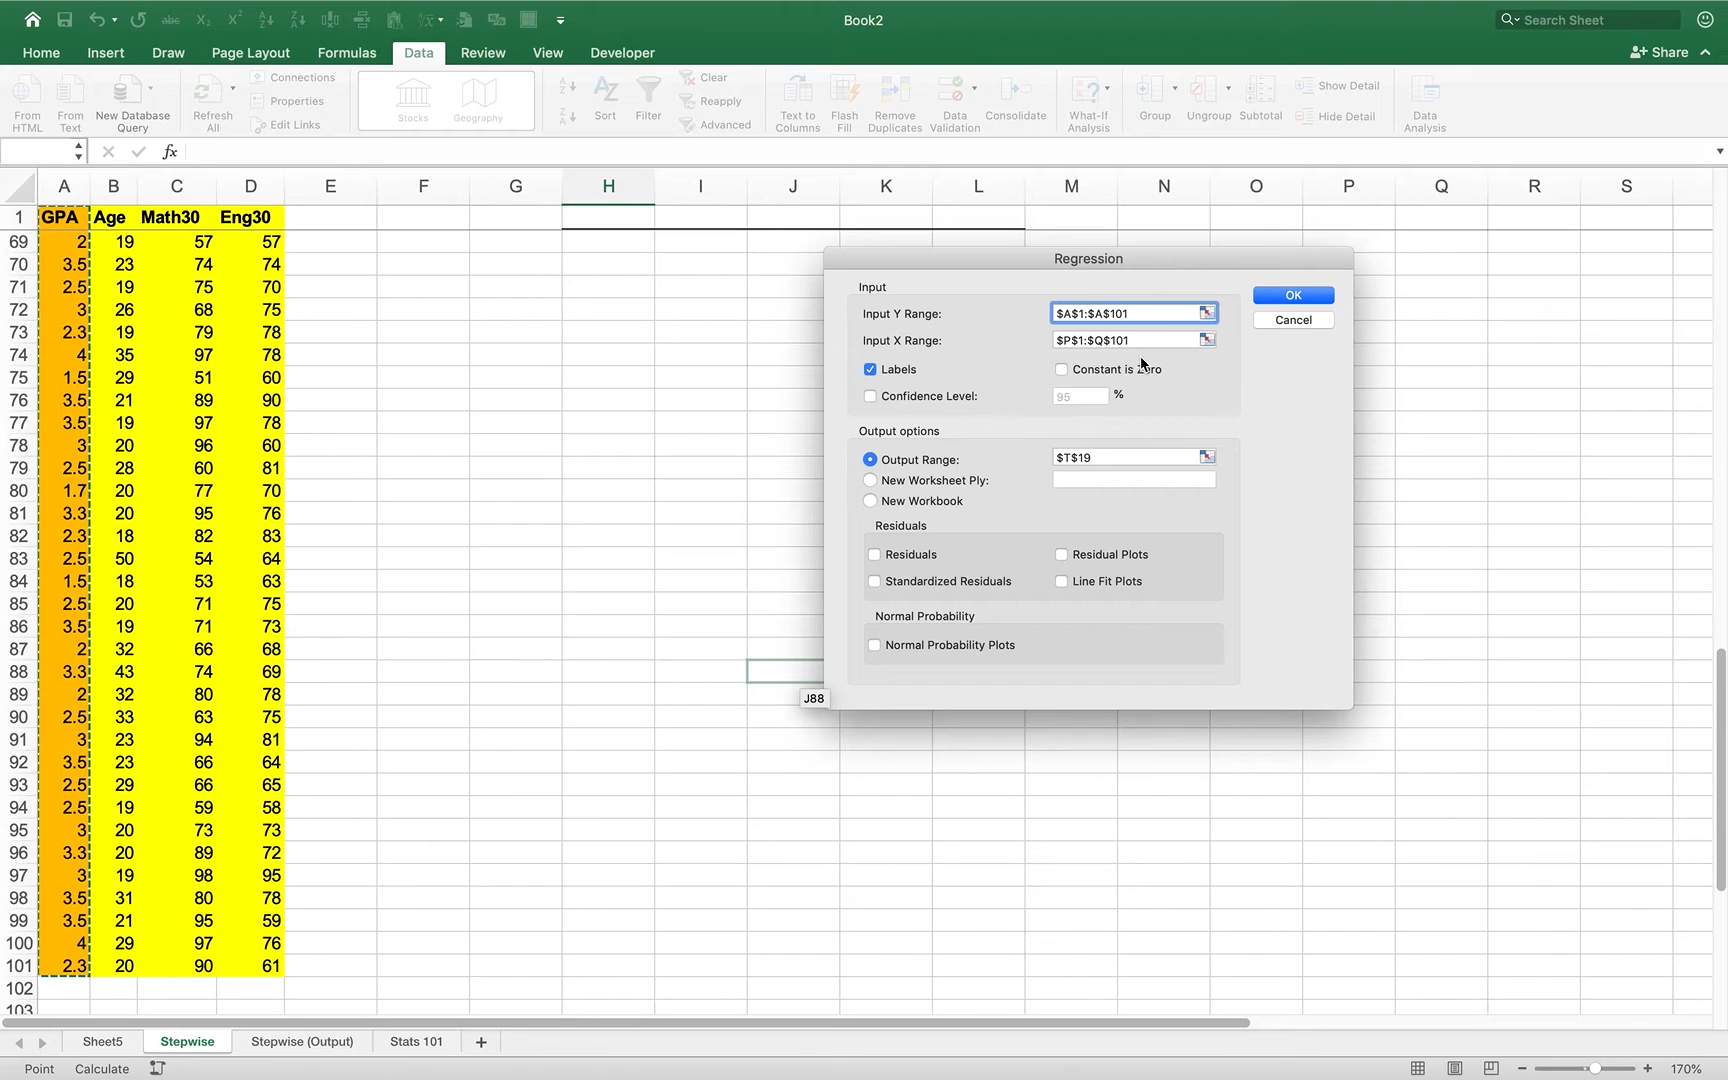 Book2
Search Sheet
Home Insert Draw Page Layout Formulas Data Review View Developer
Share
From HTML
From Text
New Database Query
Refresh All
Connections
Properties
Edit Links
Stocks
Geography
Sort
Filter
Clear
Reapply
Advanced
Text to Columns
Flash Fill
Remove Duplicates
Data Validation
Consolidate
What-If Analysis
Group
Ungroup
Subtotal
Show Detail
Hide Detail
Data Analysis
fx
A B C D E F G H I J K L M N O P Q R S
1 GPA Age Math30 Eng30
69 2 19 57 57
70 3.5 23 74 74
71 2.5 19 75 70
72 3 26 68 75
73 2.3 19 79 78
74 4 35 97 78
75 1.5 29 51 60
76 3.5 21 89 90
77 3.5 19 97 78
78 3 20 96 60
79 2.5 28 60 81
80 1.7 20 77 70
81 3.3 20 95 76
82 2.3 18 82 83
83 2.5 50 54 64
84 1.5 18 53 63
85 2.5 20 71 75
86 3.5 19 71 73
87 2 32 66 68
88 3.3 43 74 69
89 2 32 80 78
90 2.5 33 63 75
91 3 23 94 81
92 3.5 23 66 64
93 2.5 29 66 65
94 2.5 19 59 58
95 3 20 73 73
96 3.3 20 89 72
97 3 19 98 95
98 3.5 31 80 78
99 3.5 21 95 59
100 4 29 97 76
101 2.3 20 90 61
102
103
Regression
Input
Input Y Range: $A$1:$A$101
Input X Range: $P$1:$Q$101
Labels
Constant is Zero
Confidence Level: 95 %
OK
Cancel
Output options
Output Range: $T$19
New Worksheet Ply:
New Workbook
Residuals
Residuals
Residual Plots
Standardized Residuals
Line Fit Plots
Normal Probability
Normal Probability Plots
J88
Sheet5 Stepwise Stepwise (Output) Stats 101 +
Point Calculate
170%